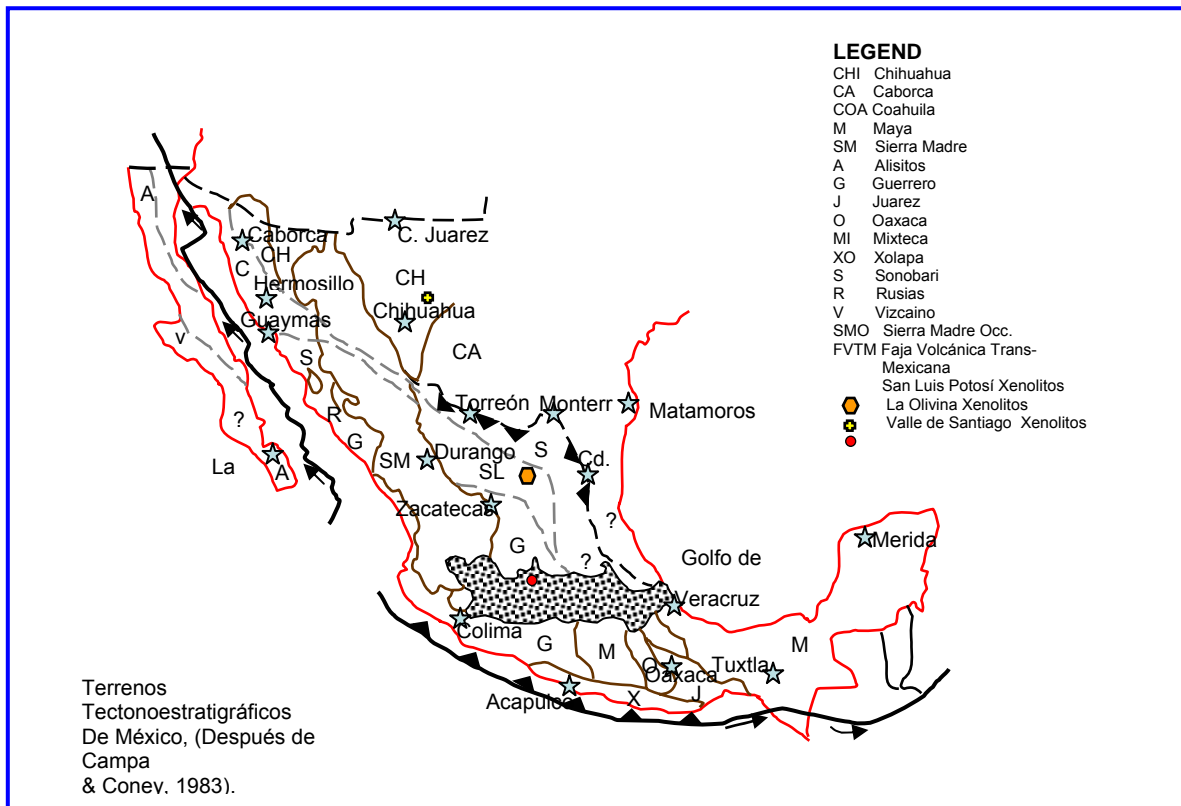 LEGEND
CHI Chihuahua
CA Caborca
COA Coahuila
M Maya
SM Sierra Madre
A Alisitos
G Guerrero
J Juarez
O Oaxaca
MI Mixteca
XO Xolapa
S Sonobari
R Rusias
V Vizcaino
SMO Sierra Madre Occ.
FVTM Faja Volcánica Trans-
Mexicana
San Luis Potosí Xenolitos
La Olivina Xenolitos
Valle de Santiago Xenolitos
A
Caborca
C. Juarez
CH
C
CH
Hermosillo
Chihuahua
Guaymas
v
S
CA
?
R
Torreón
Monterr
Matamoros
G
S
La
A
SM
Durango
SL
Cd.
Zacatecas
?
Merida
G
?
Golfo de
Veracruz
Colima
G
M
O
Oaxaca
Tuxtla
M
Acapulco
X
J
Terrenos
Tectonoestratigráficos
De México, (Después de
Campa
& Coney, 1983).